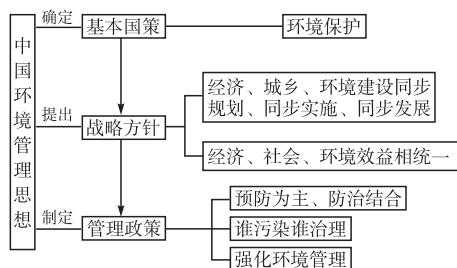 中国环境管理思想
确定
基本国策
环境保护
提出
战略方针
经济、城乡、环境建设同步
规划、同步实施、同步发展
经济、社会、环境效益相统一
制定
管理政策
预防为主、防治结合
谁污染谁治理
强化环境管理